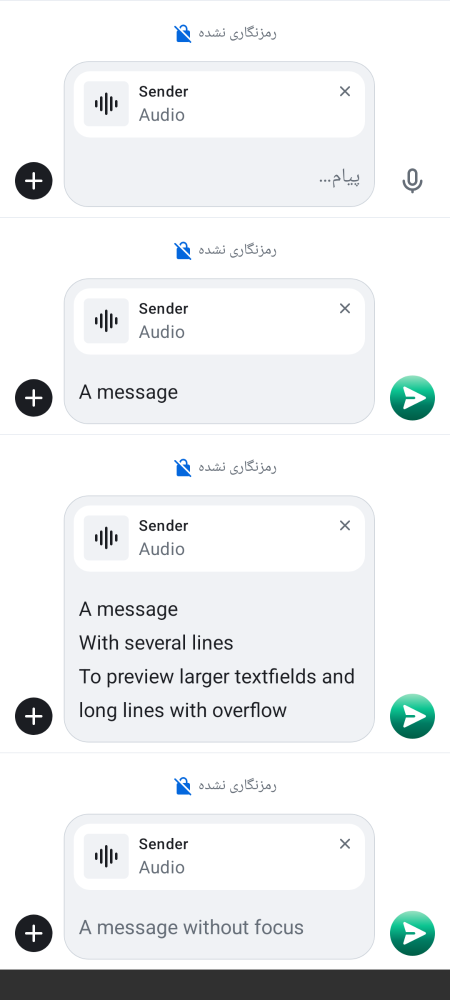 رمزنگاری نشده
Sender
Audio
پیام...
رمزنگاری نشده
Sender
Audio
A message
رمزنگاری نشده
Sender
Audio
A message
With several lines
To preview larger textfields and
long lines with overflow
رمزنگاری نشده
Sender
Audio
A message without focus